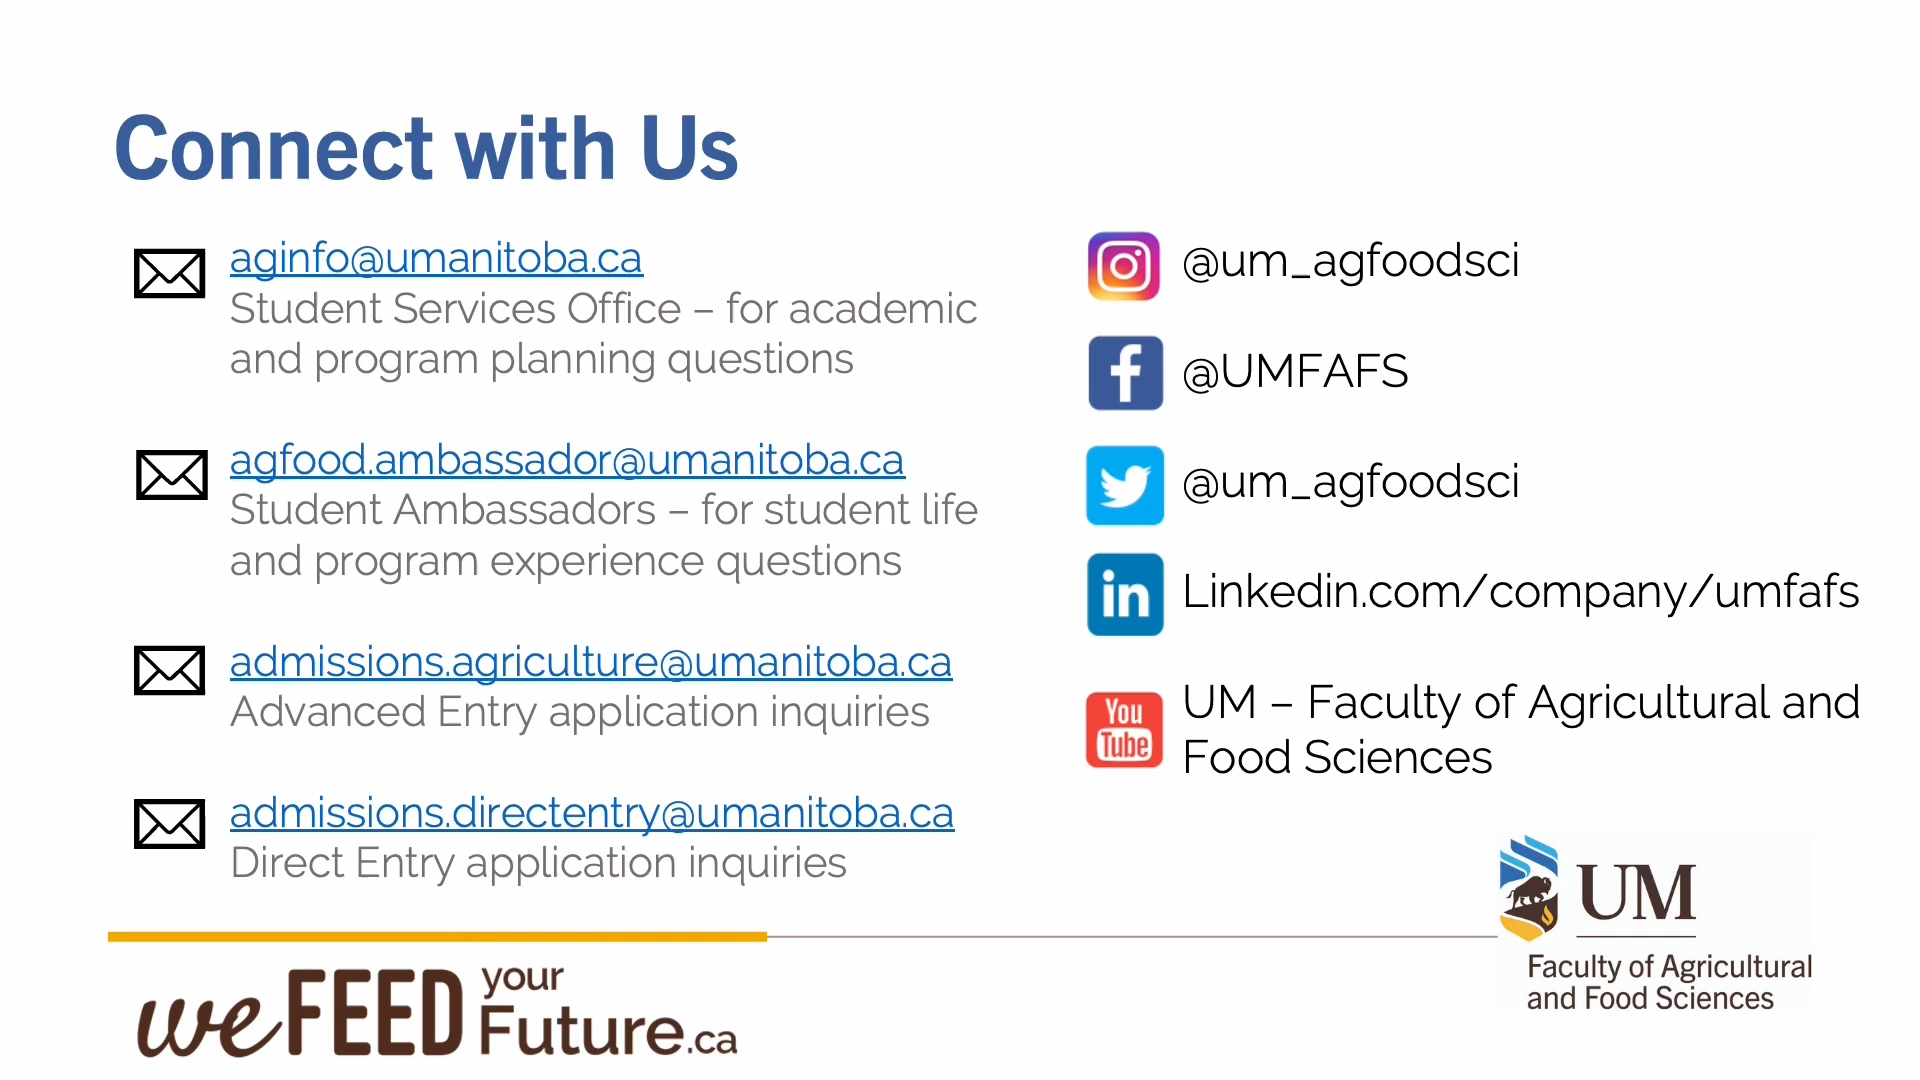 Connect with Us
aginfo@umanitoba.ca
Student Services Office – for academic
and program planning questions
agfood.ambassador@umanitoba.ca
Student Ambassadors – for student life
and program experience questions
admissions.agriculture@umanitoba.ca
Advanced Entry application inquiries
admissions.directentry@umanitoba.ca
Direct Entry application inquiries
@um_agfoodsci
@UMFAFS
@um_agfoodsci
in
Linkedin.com/company/umfafs
You
Tube
UM – Faculty of Agricultural and
Food Sciences
we FEED your
Future.ca
UM
Faculty of Agricultural
and Food Sciences